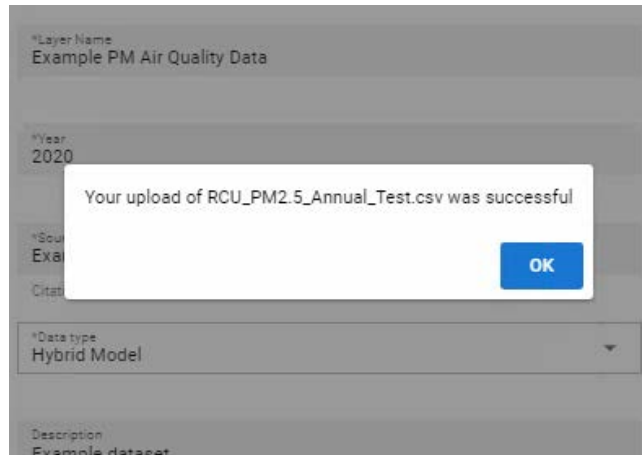 *Layer Name
Example PM Air Quality Data
*Year
2020
Your upload of RCU_PM2.5_Annual_Test.csv was successful
OK
*Data type
Hybrid Model
Description
Example dataset